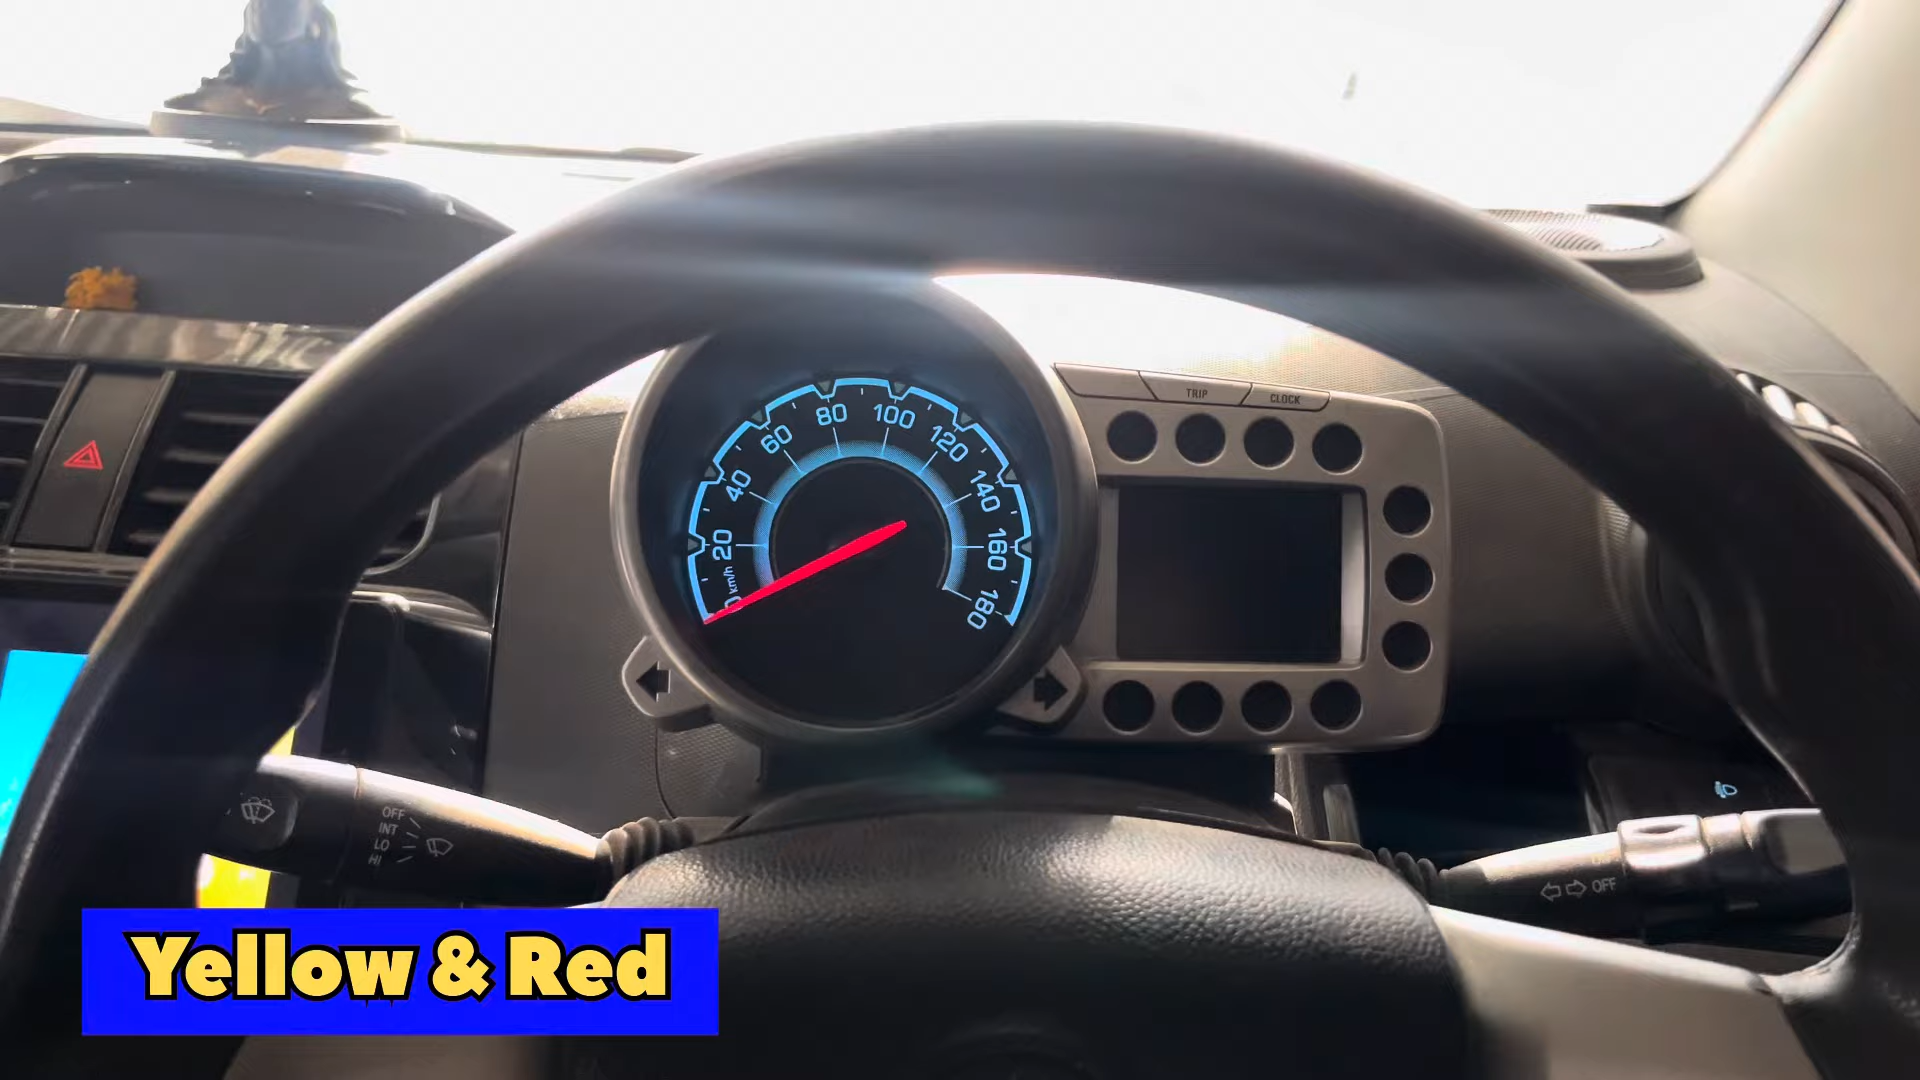 TRIP
CLOCK
80
100
60
120
40
140
20
160
km/h
0
180
OFF
INT
LO
HI
OFF
Yellow & Red